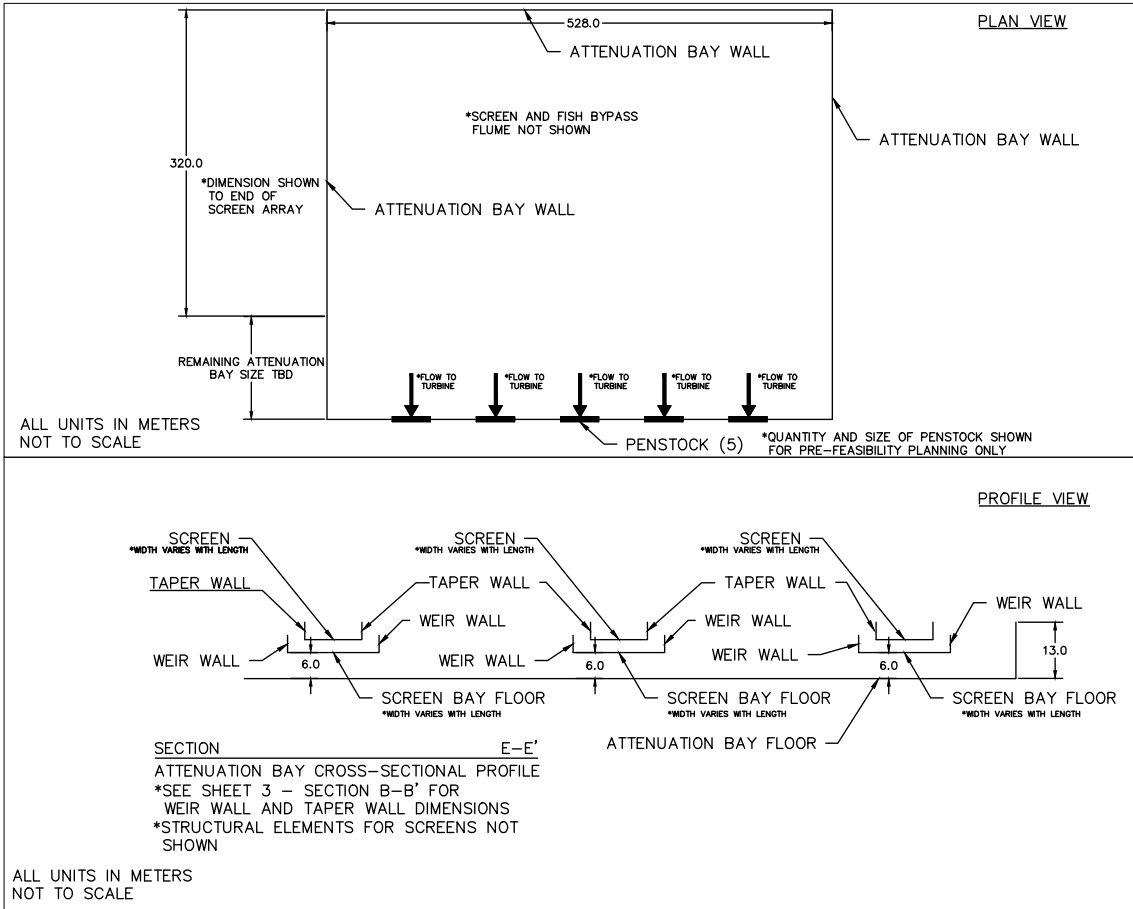 PLAN VIEW
528.0
ATTENUATION BAY WALL
*SCREEN AND FISH BYPASS
FLUME NOT SHOWN
ATTENUATION BAY WALL
320.0
*DIMENSION SHOWN
TO END OF
SCREEN ARRAY
ATTENUATION BAY WALL
REMAINING ATTENUATION
BAY SIZE TBD
*FLOW TO
TURBINE
*FLOW TO
TURBINE
*FLOW TO
TURBINE
*FLOW TO
TURBINE
*FLOW TO
TURBINE
ALL UNITS IN METERS
NOT TO SCALE
PENSTOCK (5)
*QUANTITY AND SIZE OF PENSTOCK SHOWN
FOR PRE-FEASIBILITY PLANNING ONLY
PROFILE VIEW
SCREEN
*WIDTH VARIES WITH LENGTH
SCREEN
*WIDTH VARIES WITH LENGTH
SCREEN
*WIDTH VARIES WITH LENGTH
TAPER WALL
TAPER WALL
TAPER WALL
WEIR WALL
WEIR WALL
WEIR WALL
WEIR WALL
WEIR WALL
WEIR WALL
6.0
6.0
6.0
13.0
SCREEN BAY FLOOR
*WIDTH VARIES WITH LENGTH
SCREEN BAY FLOOR
*WIDTH VARIES WITH LENGTH
SCREEN BAY FLOOR
*WIDTH VARIES WITH LENGTH
ATTENUATION BAY FLOOR
SECTION E-E'
ATTENUATION BAY CROSS-SECTIONAL PROFILE
*SEE SHEET 3 - SECTION B-B' FOR
WEIR WALL AND TAPER WALL DIMENSIONS
*STRUCTURAL ELEMENTS FOR SCREENS NOT
SHOWN
ALL UNITS IN METERS
NOT TO SCALE